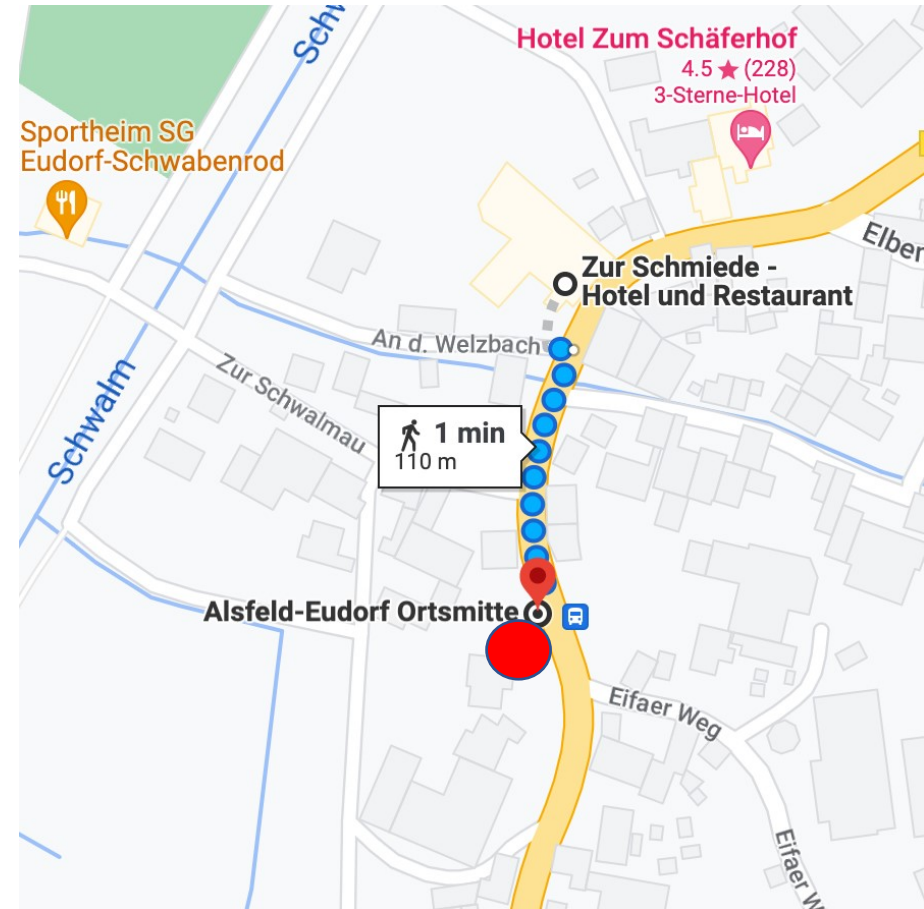 Schw
Hotel Zum Schäferhof
4.5 ★ (228)
3-Sterne-Hotel
Sportheim SG
Eudorf-Schwabenrod
Elber
Zur Schmiede -
Hotel und Restaurant
An d. Welzbach
Zur Schwalmau
Schwalm
1 min
110 m
Alsfeld-Eudorf Ortsmitte
Eifaer Weg
Eifaer W